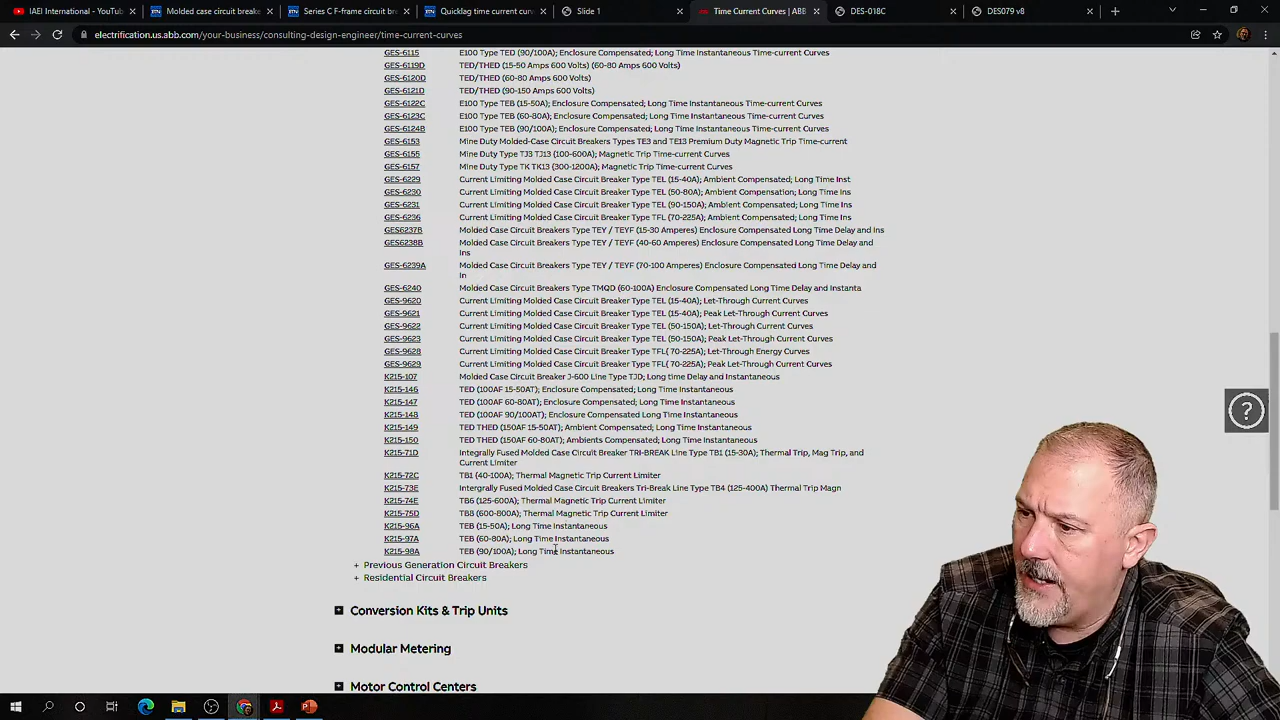 IAEI International - YouTub
Molded case circuit breake
Series C F-frame circuit br
Quicklag time current curv
Slide 1
Time Current Curves | ABB
DES-018C
DES079 v8
electrification.us.abb.com/your-business/consulting-design-engineer/time-current-curves
GES-6115 E100 Type TED (90/100A); Enclosure Compensated; Long Time Instantaneous Time-current Curves
GES-6119D TED/THED (15-50 Amps 600 Volts) (60-80 Amps 600 Volts)
GES-6120D TED/THED (60-80 Amps 600 Volts)
GES-6121D TED/THED (90-150 Amps 600 Volts)
GES-6122C E100 Type TEB (15-50A); Enclosure Compensated; Long Time Instantaneous Time-current Curves
GES-6123C E100 Type TEB (60-80A); Enclosure Compensated; Long Time Instantaneous Time-current Curves
GES-6124B E100 Type TEB (90/100A); Enclosure Compensated; Long Time Instantaneous Time-current Curves
GES-6153 Mine Duty Molded-Case Circuit Breakers Types TE3 and TE13 Premium Duty Magnetic Trip Time-current
GES-6155 Mine Duty Type TJ3 TJ13 (100-600A); Magnetic Trip Time-current Curves
GES-6157 Mine Duty Type TK TK13 (300-1200A); Magnetic Trip Time-current Curves
GES-6229 Current Limiting Molded Case Circuit Breaker Type TEL (15-40A); Ambient Compensated; Long Time Inst
GES-6230 Current Limiting Molded Case Circuit Breaker Type TEL (50-80A); Ambient Compensation; Long Time Ins
GES-6231 Current Limiting Molded Case Circuit Breaker Type TEL (90-150A); Ambient Compensated; Long Time Ins
GES-6236 Current Limiting Molded Case Circuit Breaker Type TFL (70-225A); Ambient Compensated; Long Time Ins
GES6237B Molded Case Circuit Breakers Type TEY / TEYF (15-30 Amperes) Enclosure Compensated Long Time Delay and Ins
GES6238B Molded Case Circuit Breakers Type TEY / TEYF (40-60 Amperes) Enclosure Compensated Long Time Delay and
Ins
GES-6239A Molded Case Circuit Breakers Type TEY / TEYF (70-100 Amperes) Enclosure Compensated Long Time Delay and
In
GES-6240 Molded Case Circuit Breakers Type TMQD (60-100A) Enclosure Compensated Long Time Delay and Instanta
GES-9620 Current Limiting Molded Case Circuit Breaker Type TEL (15-40A); Let-Through Current Curves
GES-9621 Current Limiting Molded Case Circuit Breaker Type TEL (15-40A); Peak Let-Through Current Curves
GES-9622 Current Limiting Molded Case Circuit Breaker Type TEL (50-150A); Let-Through Current Curves
GES-9623 Current Limiting Molded Case Circuit Breaker Type TEL (50-150A); Peak Let-Through Current Curves
GES-9628 Current Limiting Molded Case Circuit Breaker Type TFL( 70-225A); Let-Through Energy Curves
GES-9629 Current Limiting Molded Case Circuit Breaker Type TFL( 70-225A); Peak Let-Through Current Curves
K215-107 Molded Case Circuit Breaker J-600 Line Type TJD; Long time Delay and Instantaneous
K215-146 TED (100AF 15-50AT); Enclosure Compensated; Long Time Instantaneous
K215-147 TED (100AF 60-80AT); Enclosure Compensated; Long Time Instantaneous
K215-148 TED (100AF 90/100AT); Enclosure Compensated Long Time Instantaneous
K215-149 TED THED (150AF 15-50AT); Ambient Compensated; Long Time Instantaneous
K215-150 TED THED (150AF 60-80AT); Ambients Compensated; Long Time Instantaneous
K215-71D Integrally Fused Molded Case Circuit Breaker TRI-BREAK Line Type TB1 (15-30A); Thermal Trip, Mag Trip, and
Current Limiter
K215-72C TB1 (40-100A); Thermal Magnetic Trip Current Limiter
K215-73E Intergrally Fused Molded Case Circuit Breakers Tri-Break Line Type TB4 (125-400A) Thermal Trip Magn
K215-74E TB6 (125-600A); Thermal Magnetic Trip Current Limiter
K215-75D TB8 (600-800A); Thermal Magnetic Trip Current Limiter
K215-96A TEB (15-50A); Long Time Instantaneous
K215-97A TEB (60-80A); Long Time Instantaneous
K215-98A TEB (90/100A); Long Time Instantaneous
+ Previous Generation Circuit Breakers
+ Residential Circuit Breakers
Conversion Kits & Trip Units
Modular Metering
Motor Control Centers